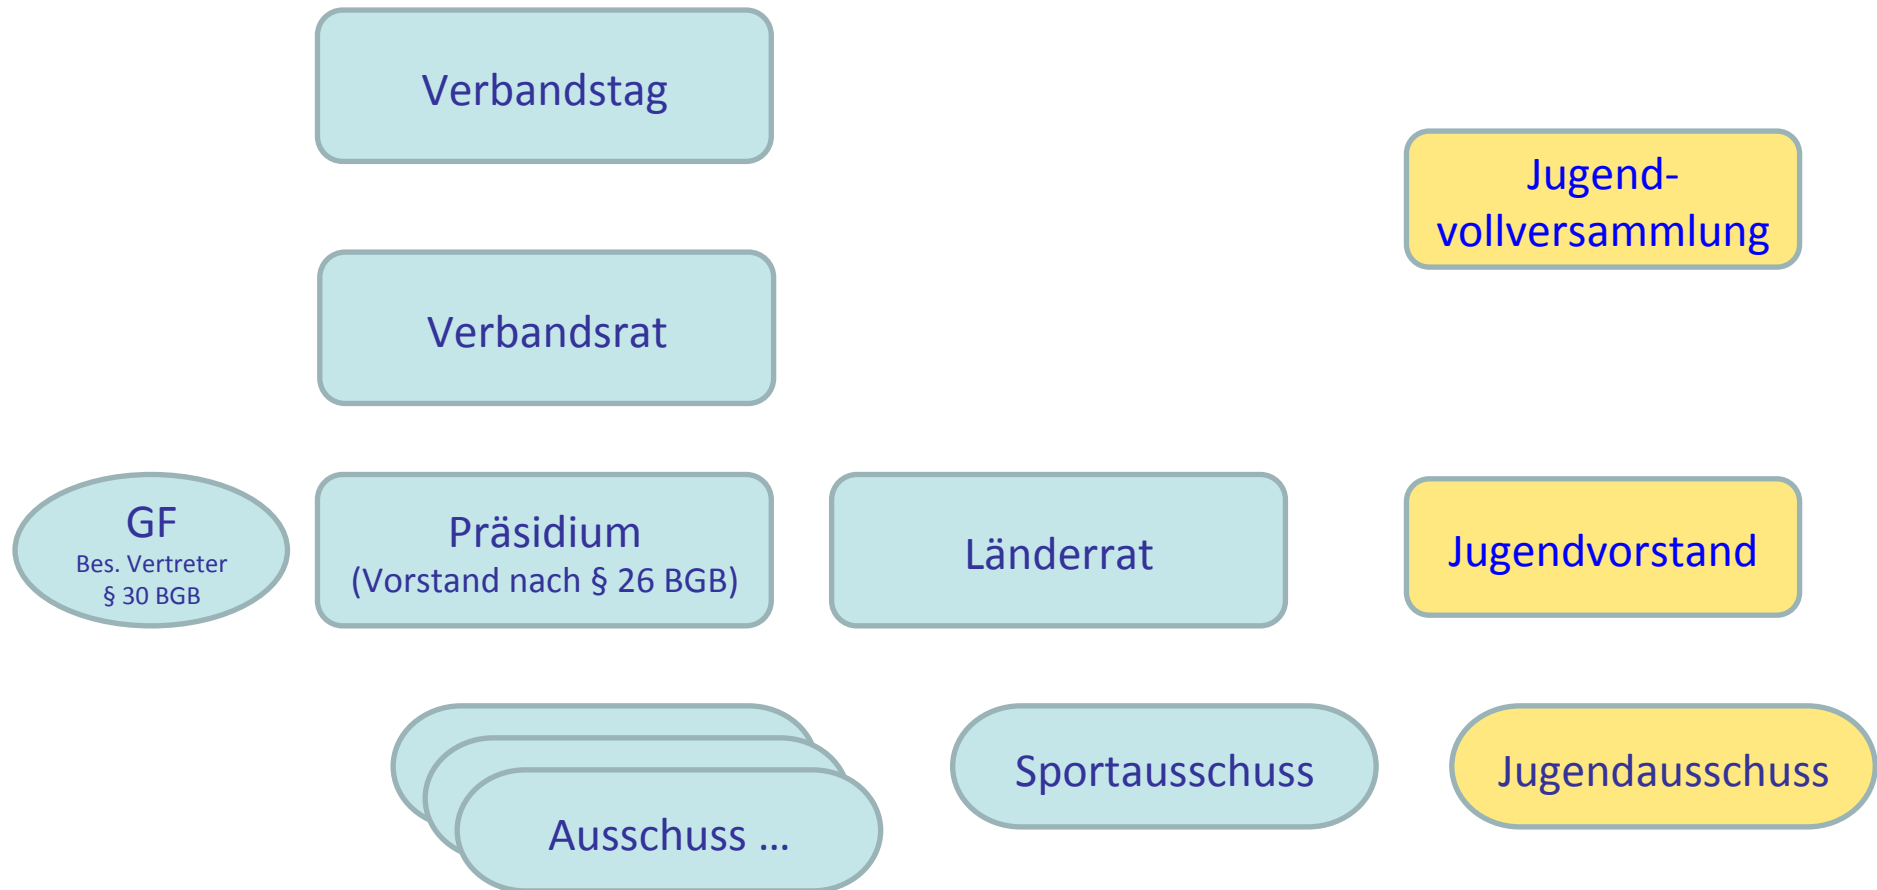 Verbandstag
Jugend-
vollversammlung
Verbandsrat
GF
Bes. Vertreter
§ 30 BGB
Präsidium
(Vorstand nach § 26 BGB)
Länderrat
Jugendvorstand
Sportausschuss
Jugendausschuss
Ausschuss ...